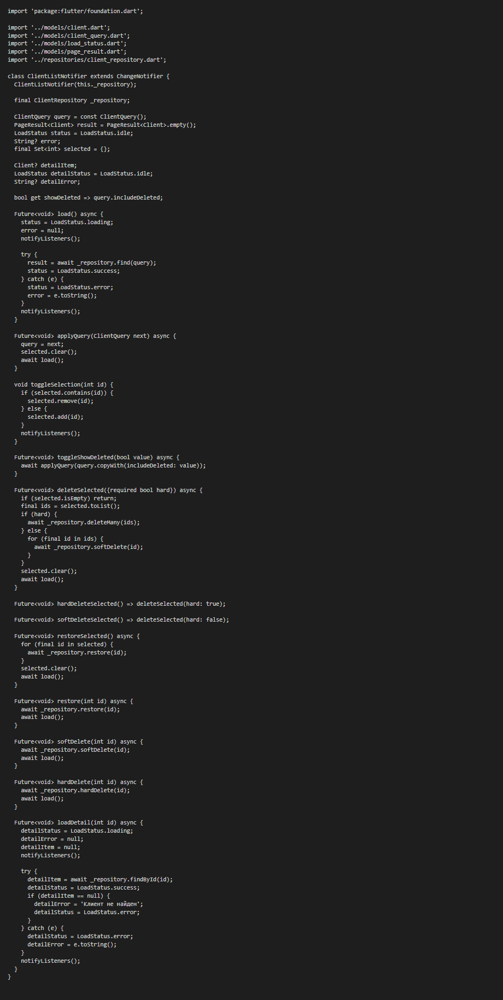 import 'package:flutter/foundation.dart';

import '../models/client.dart';
import '../models/client_query.dart';
import '../models/load_status.dart';
import '../models/page_result.dart';
import '../repositories/client_repository.dart';

class ClientListNotifier extends ChangeNotifier {
  ClientListNotifier(this._repository);

  final ClientRepository _repository;

  ClientQuery query = const ClientQuery();
  PageResult<Client> result = PageResult<Client>.empty();
  LoadStatus status = LoadStatus.idle;
  String? error;
  final Set<int> selected = {};

  Client? detailItem;
  LoadStatus detailStatus = LoadStatus.idle;
  String? detailError;

  bool get showDeleted => query.includeDeleted;

  Future<void> load() async {
    status = LoadStatus.loading;
    error = null;
    notifyListeners();

    try {
      result = await _repository.find(query);
      status = LoadStatus.success;
    } catch (e) {
      status = LoadStatus.error;
      error = e.toString();
    }
    notifyListeners();
  }

  Future<void> applyQuery(ClientQuery next) async {
    query = next;
    selected.clear();
    await load();
  }

  void toggleSelection(int id) {
    if (selected.contains(id)) {
      selected.remove(id);
    } else {
      selected.add(id);
    }
    notifyListeners();
  }

  Future<void> toggleShowDeleted(bool value) async {
    await applyQuery(query.copyWith(includeDeleted: value));
  }

  Future<void> deleteSelected({required bool hard}) async {
    if (selected.isEmpty) return;
    final ids = selected.toList();
    if (hard) {
      await _repository.deleteMany(ids);
    } else {
      for (final id in ids) {
        await _repository.softDelete(id);
      }
    }
    selected.clear();
    await load();
  }

  Future<void> hardDeleteSelected() => deleteSelected(hard: true);

  Future<void> softDeleteSelected() => deleteSelected(hard: false);

  Future<void> restoreSelected() async {
    for (final id in selected) {
      await _repository.restore(id);
    }
    selected.clear();
    await load();
  }

  Future<void> restore(int id) async {
    await _repository.restore(id);
    await load();
  }

  Future<void> softDelete(int id) async {
    await _repository.softDelete(id);
    await load();
  }

  Future<void> hardDelete(int id) async {
    await _repository.hardDelete(id);
    await load();
  }

  Future<void> loadDetail(int id) async {
    detailStatus = LoadStatus.loading;
    detailError = null;
    detailItem = null;
    notifyListeners();

    try {
      detailItem = await _repository.findById(id);
      detailStatus = LoadStatus.success;
      if (detailItem == null) {
        detailError = 'Клиент не найден';
        detailStatus = LoadStatus.error;
      }
    } catch (e) {
      detailStatus = LoadStatus.error;
      detailError = e.toString();
    }
    notifyListeners();
  }
}